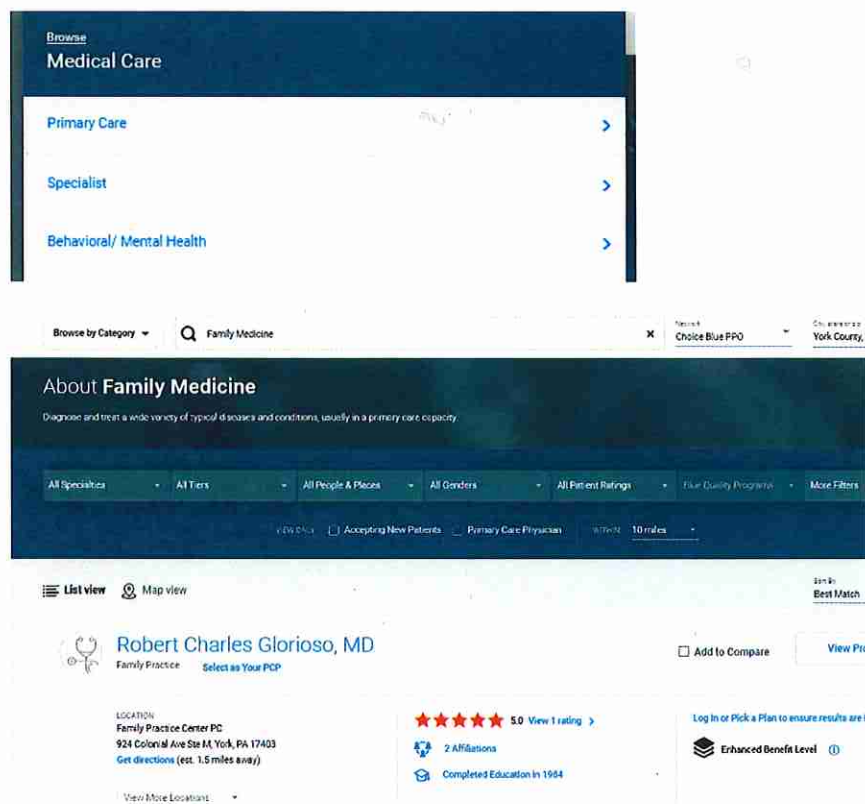 Browse
Medical Care
Primary Care
Specialist
Behavioral/ Mental Health
Browse by Category
Family Medicine
Choice Blue PPO
York County,
About Family Medicine
Diagnose and treat a wide variety of typical diseases and conditions, usually in a primary care capacity.
All Specialties
All Tiers
All People & Places
All Genders
All Patient Ratings
Blue Quality Programs
More Filters
VIEW ONLY
Accepting New Patients
Primary Care Physician
WITHIN
10 miles
List view
Map view
Sort By
Best Match
Robert Charles Glorioso, MD
Family Practice
Select as Your PCP
Add to Compare
View Pro
LOCATION
Family Practice Center PC
924 Colonial Ave Ste M, York, PA 17403
Get directions (est. 1.5 miles away)
View More Locations
5.0 View 1 rating
2 Affiliations
Completed Education in 1964
Log In or Pick a Plan to ensure results are
Enhanced Benefit Level